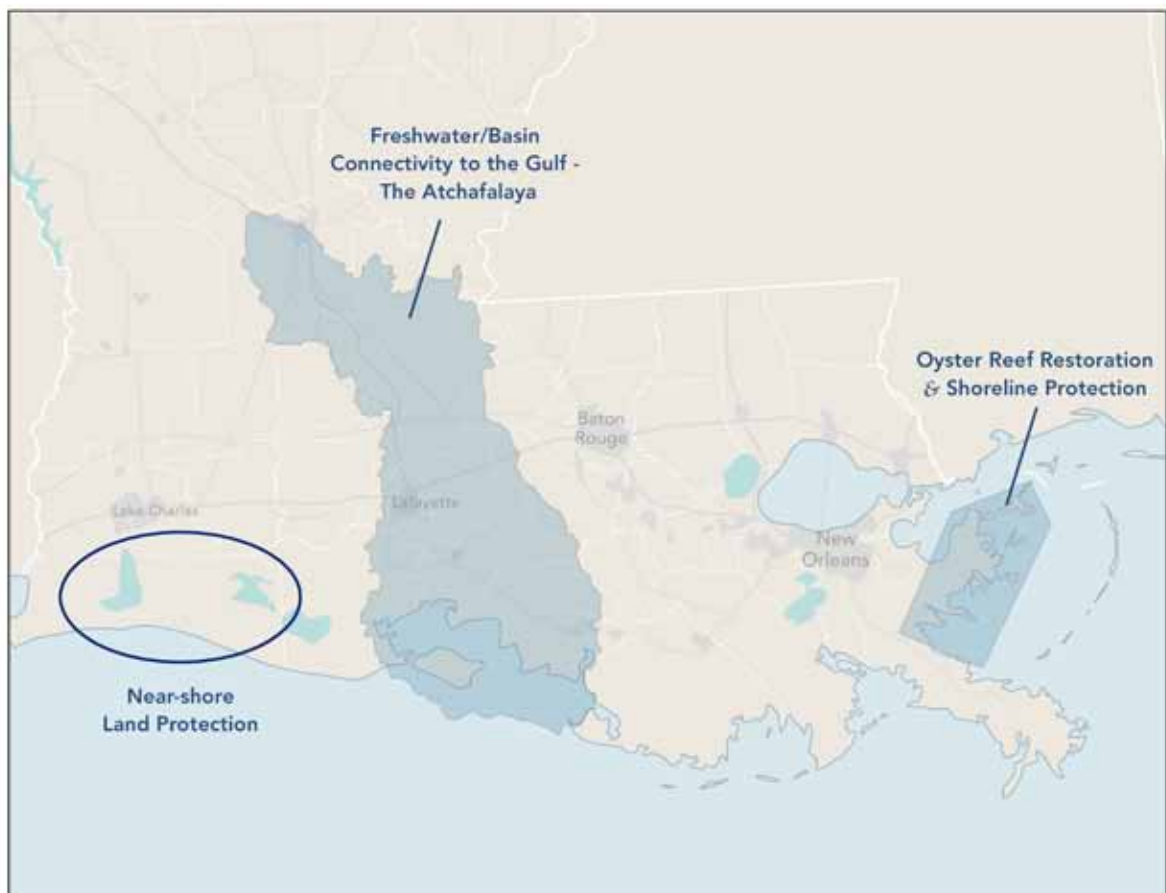 Freshwater/Basin
Connectivity to the Gulf -
The Atchafalaya
Oyster Reef Restoration
& Shoreline Protection
Baton
Rouge
Lafayette
Lake Charles
New
Orleans
Near-shore
Land Protection